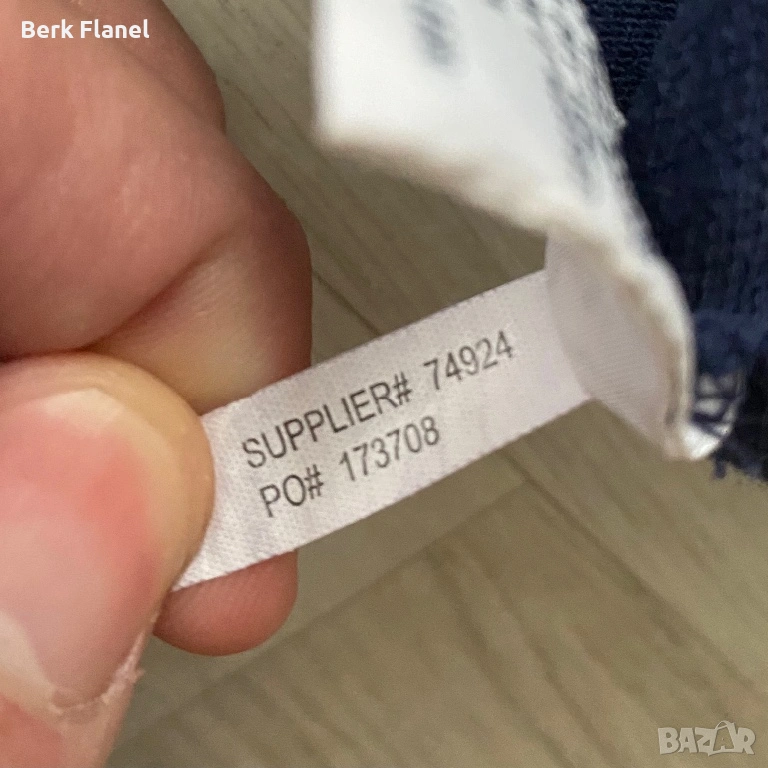 Berk Flanel
SUPPLIER# 74924
PO# 173708
BAZAR